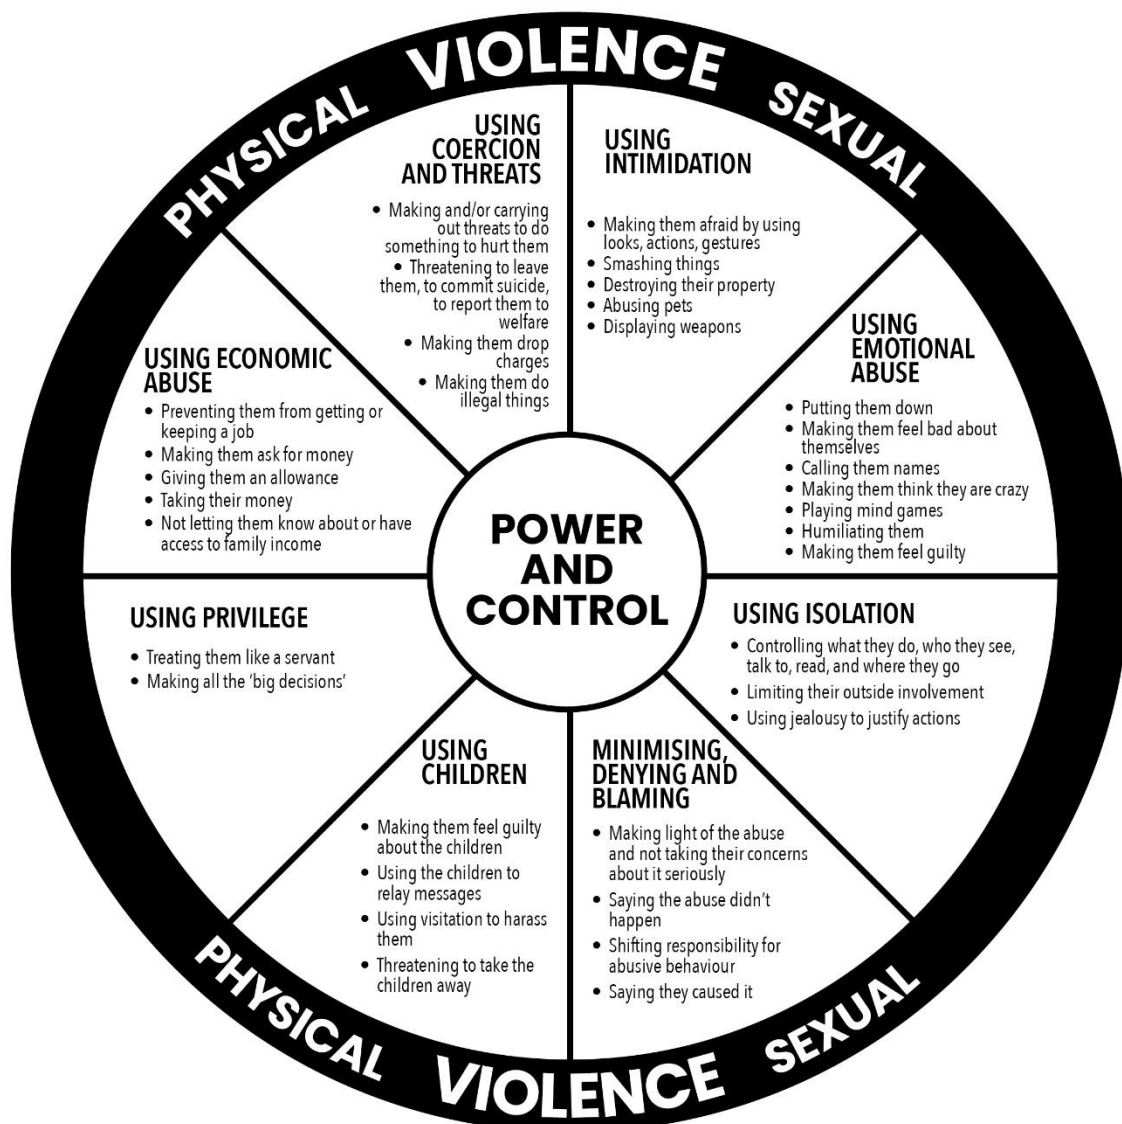 PHYSICAL VIOLENCE SEXUAL
USING
COERCION
AND THREATS
• Making and/or carrying
out threats to do
something to hurt them
• Threatening to leave
them, to commit suicide,
to report them to
welfare
• Making them drop
charges
• Making them do
illegal things
USING
INTIMIDATION
• Making them afraid by using
looks, actions, gestures
• Smashing things
• Destroying their property
• Abusing pets
• Displaying weapons
USING
EMOTIONAL
ABUSE
• Putting them down
• Making them feel bad about
themselves
• Calling them names
• Making them think they are crazy
• Playing mind games
• Humiliating them
• Making them feel guilty
USING ECONOMIC
ABUSE
• Preventing them from getting or
keeping a job
• Making them ask for money
• Giving them an allowance
• Taking their money
• Not letting them know about or have
access to family income
POWER
AND
CONTROL
USING PRIVILEGE
• Treating them like a servant
• Making all the ‘big decisions’
USING ISOLATION
• Controlling what they do, who they see,
talk to, read, and where they go
• Limiting their outside involvement
• Using jealousy to justify actions
USING
CHILDREN
• Making them feel guilty
about the children
• Using the children to
relay messages
• Using visitation to harass
them
• Threatening to take the
children away
MINIMISING,
DENYING AND
BLAMING
• Making light of the abuse
and not taking their concerns
about it seriously
• Saying the abuse didn’t
happen
• Shifting responsibility for
abusive behaviour
• Saying they caused it
PHYSICAL VIOLENCE SEXUAL